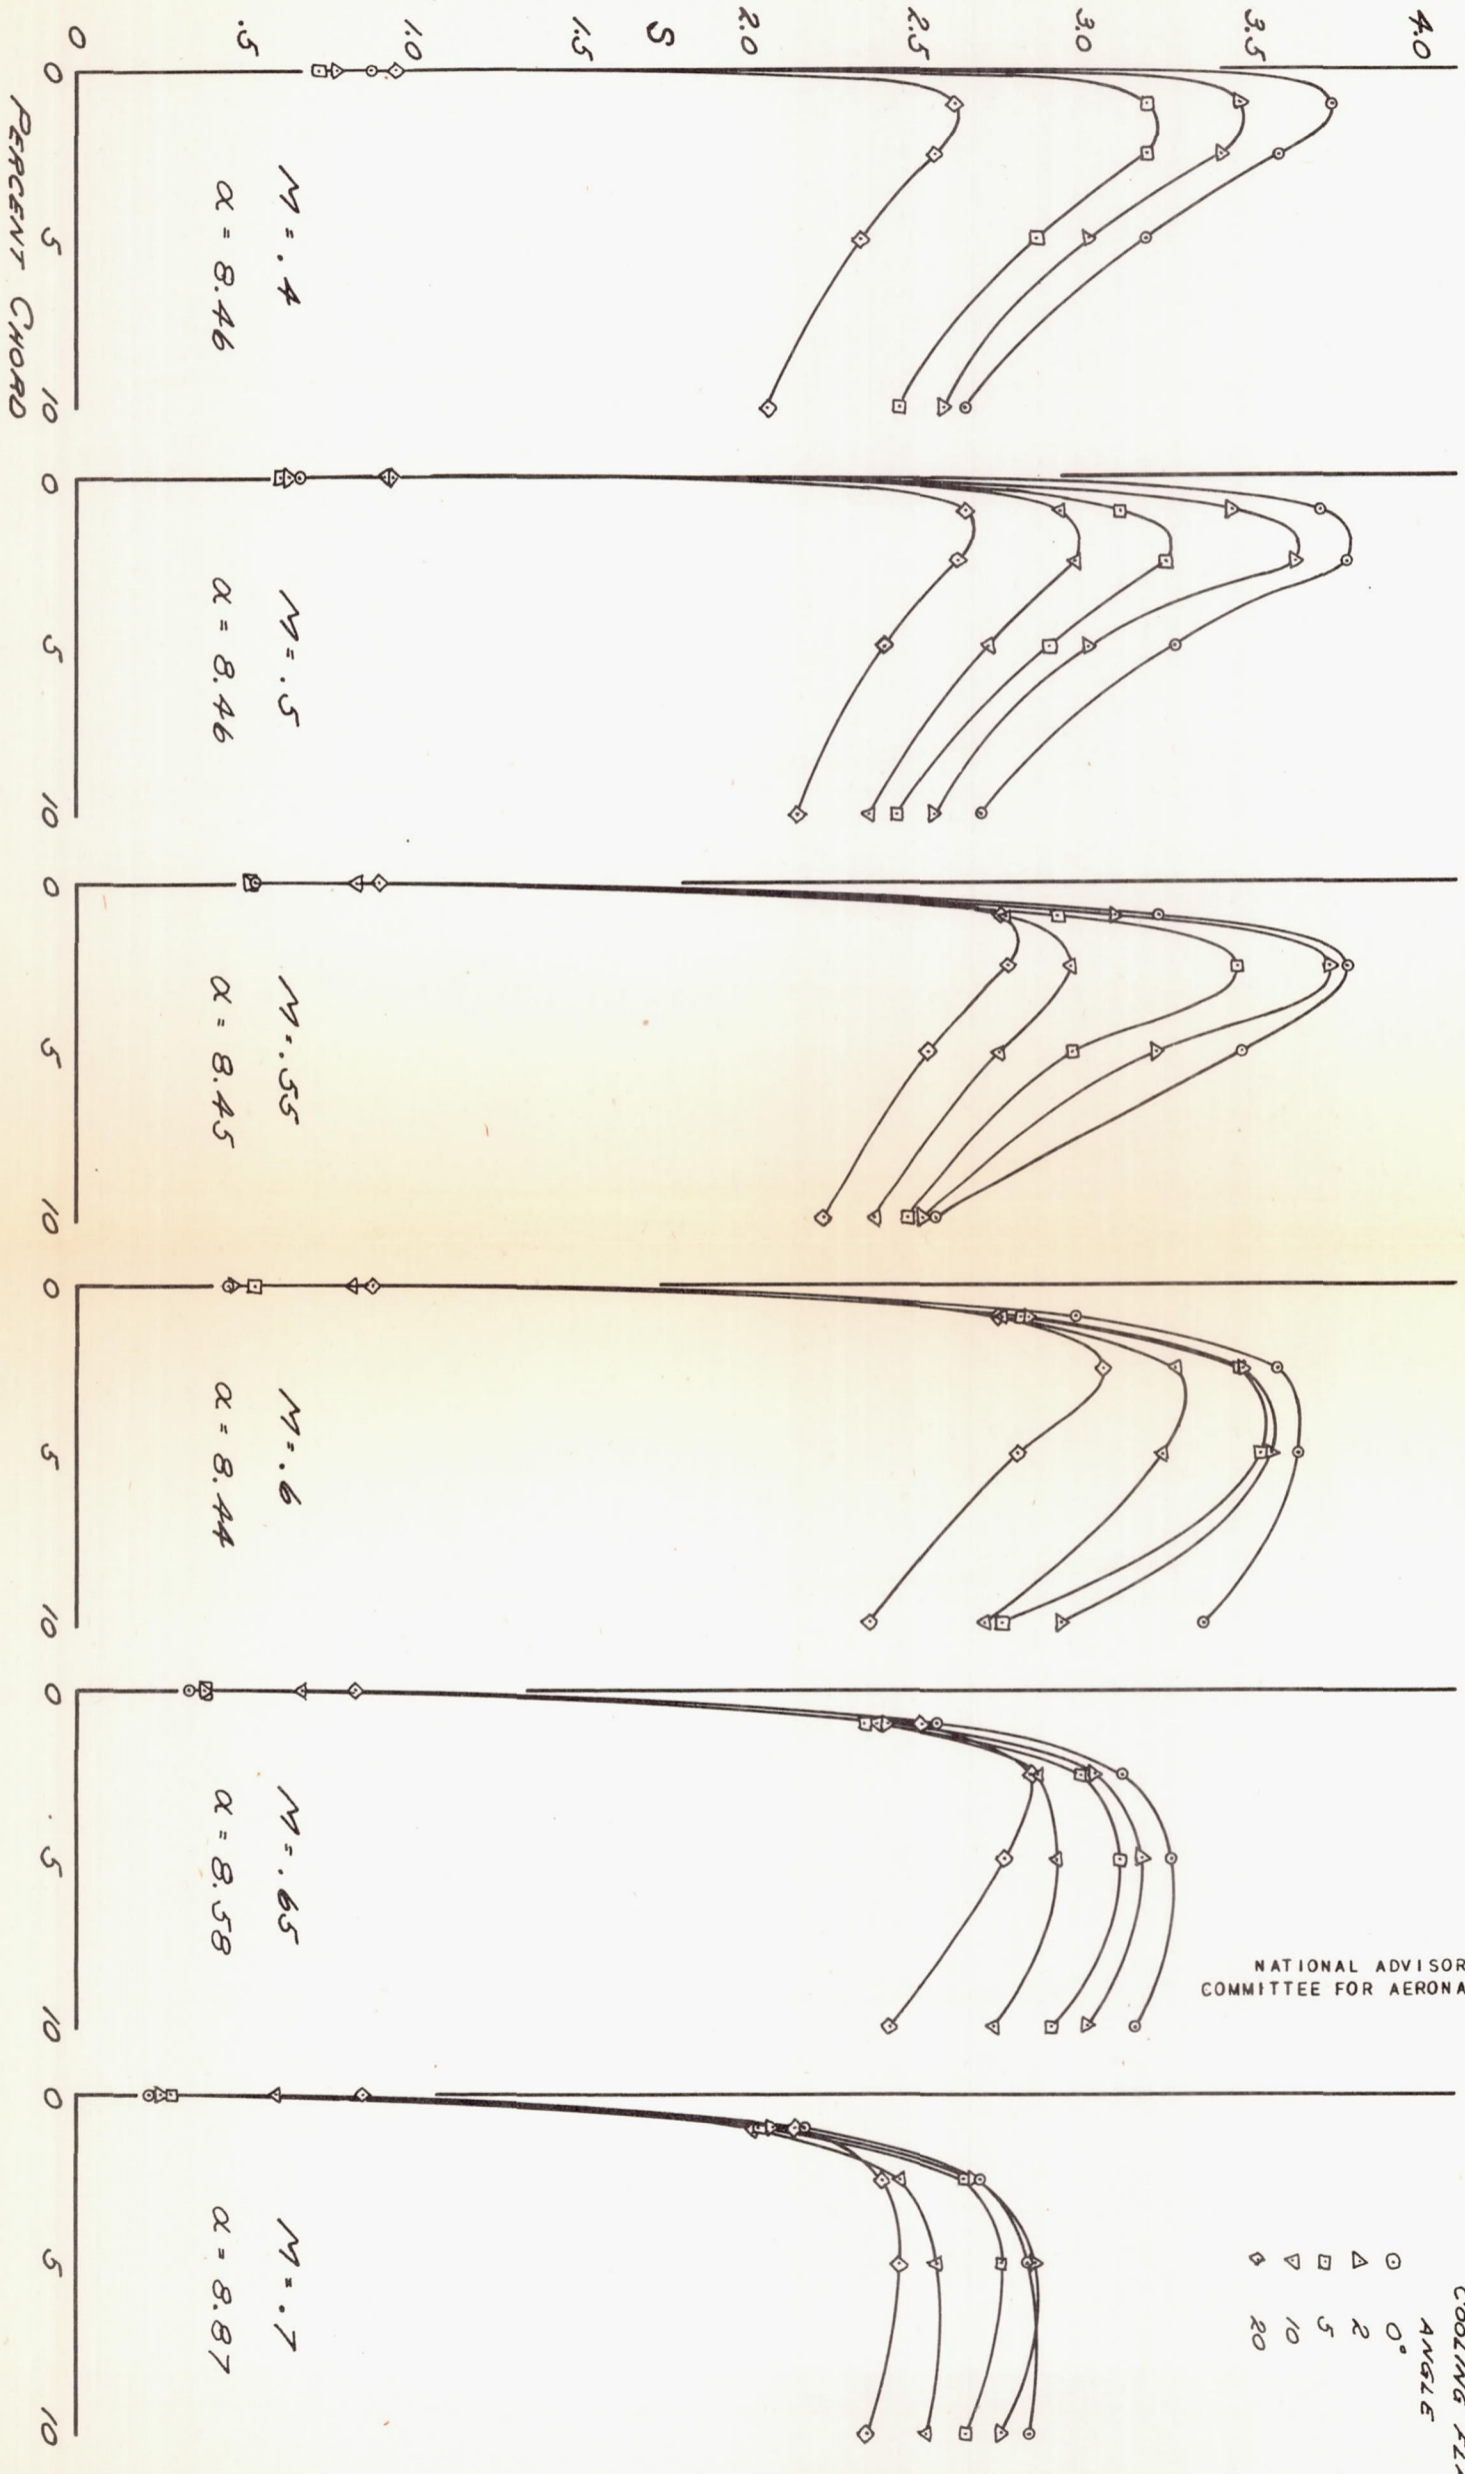 4.0
3.5
3.0
2.5
2.0
S
1.5
1.0
.5
0
0 5 10
0 5 10
0 5 10
0 5 10
0 5 10
0 5 10
PERCENT CHORD
M = .4
α = 8.46
M = .5
α = 8.46
M = .55
α = 8.45
M = .6
α = 8.44
M = .65
α = 8.58
M = .7
α = 8.87
COOLING
ANGLE
0°
2
5
10
20
NATIONAL ADVISOR
COMMITTEE FOR AERONA